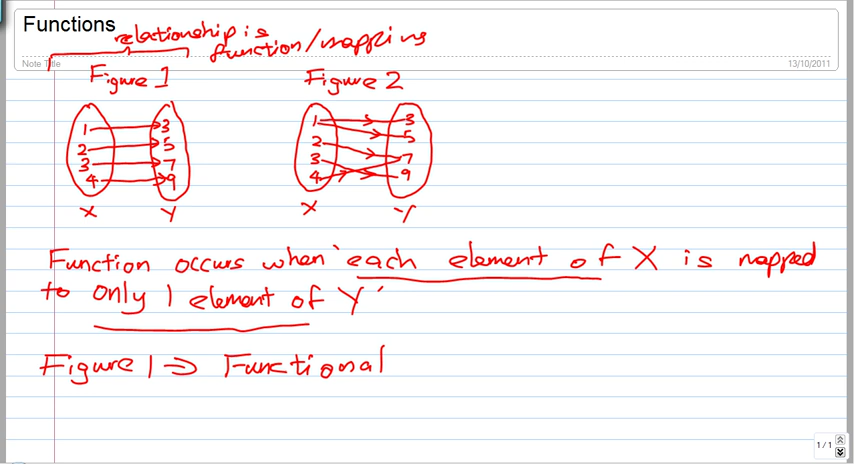 Functions
relationship is
function/mapping
Note Title
13/10/2011
Figure 1
Figure 2
1 3
2 5
3 7
4 9
X Y
1 3
2 5
3 7
4 9
X Y
Function occurs when 'each element of X is mapped
to only 1 element of Y'
Figure 1 ⇒ Functional
1/1